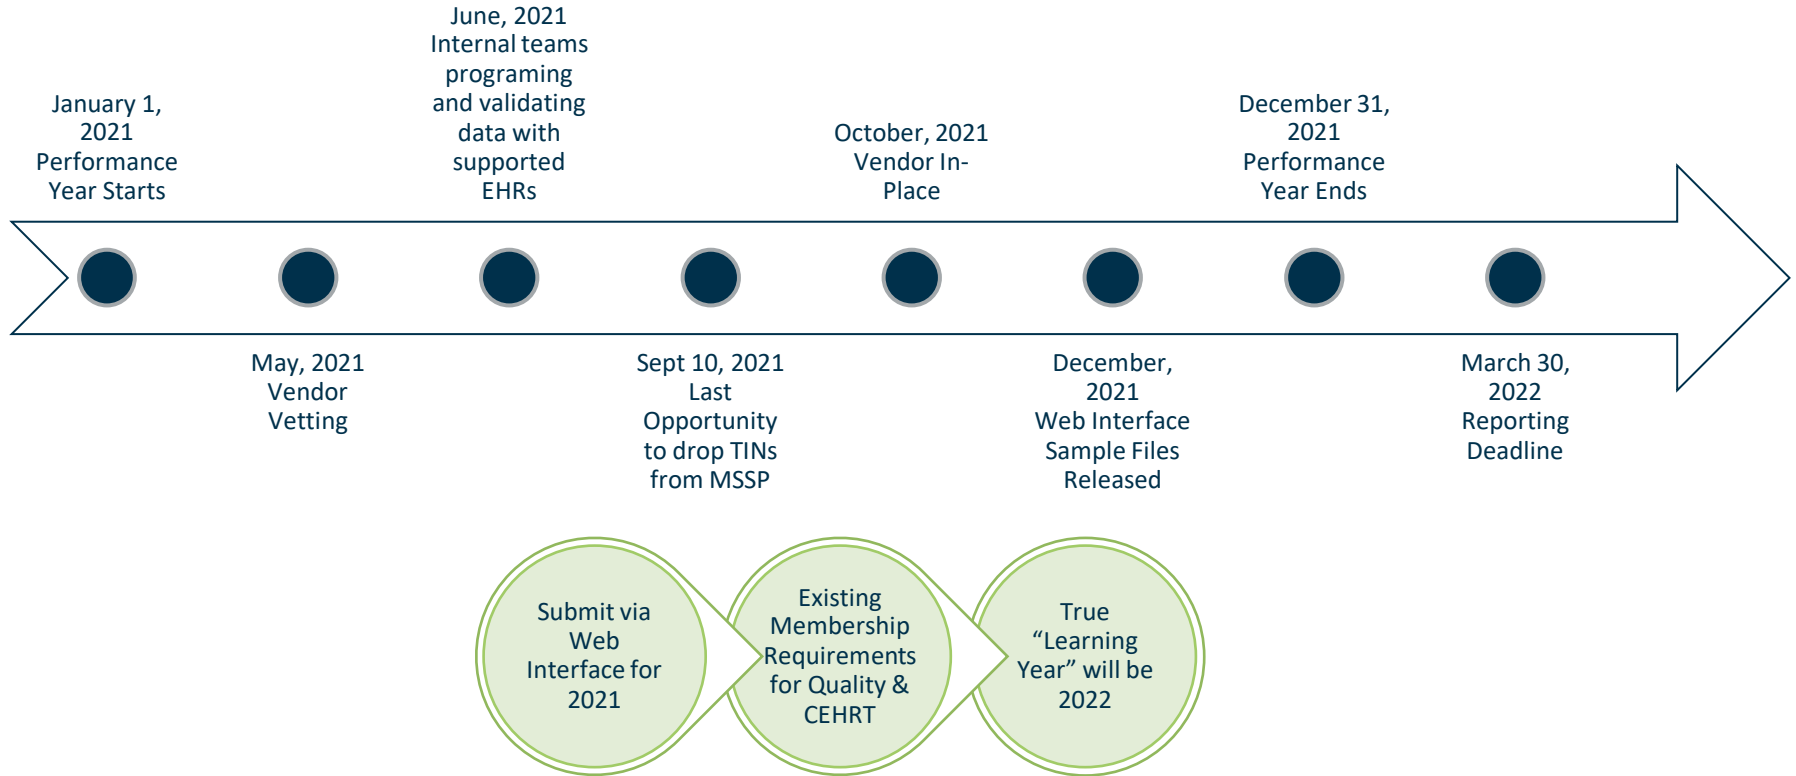 January 1,
2021
Performance
Year Starts
May, 2021
Vendor
Vetting
June, 2021
Internal teams
programing
and validating
data with
supported
EHRs
Sept 10, 2021
Last
Opportunity
to drop TINs
from MSSP
October, 2021
Vendor In-
Place
December,
2021
Web Interface
Sample Files
Released
December 31,
2021
Performance
Year Ends
March 30,
2022
Reporting
Deadline
Submit via
Web
Interface for
2021
Existing
Membership
Requirements
for Quality &
CEHRT
True
“Learning
Year” will be
2022